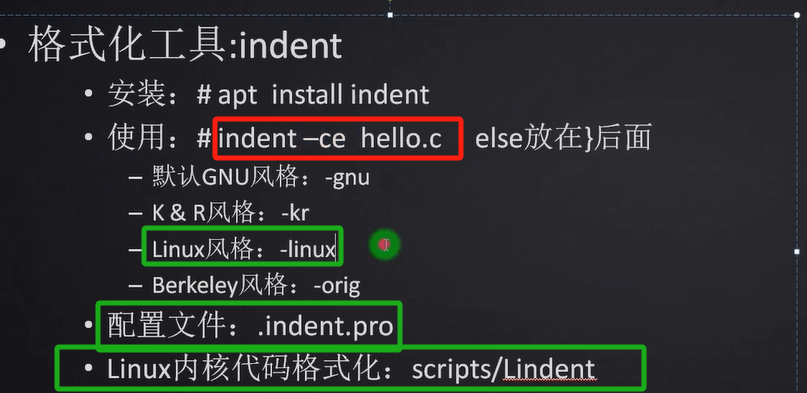 • 格式化工具:indent
• 安装：# apt install indent
• 使用：# indent –ce hello.c else放在}后面
– 默认GNU风格：-gnu
– K & R风格：-kr
– Linux风格：-linux
– Berkeley风格：-orig
• 配置文件：.indent.pro
• Linux内核代码格式化：scripts/Lindent